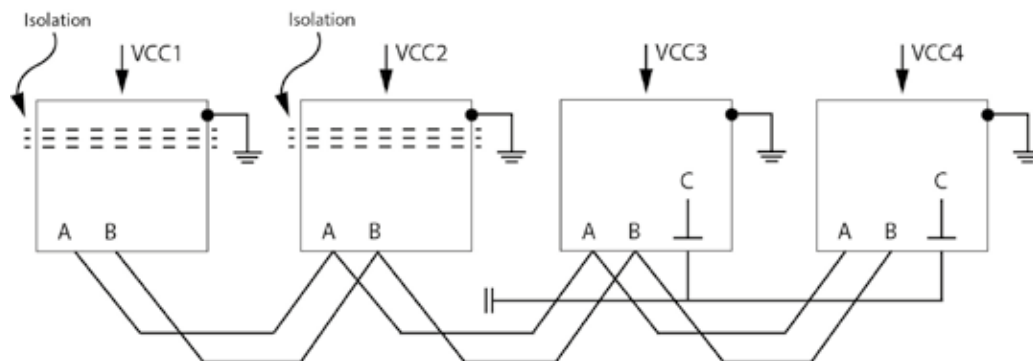 Isolation
Isolation
VCC1
VCC2
VCC3
VCC4
C
C
A B
A B
A B
A B